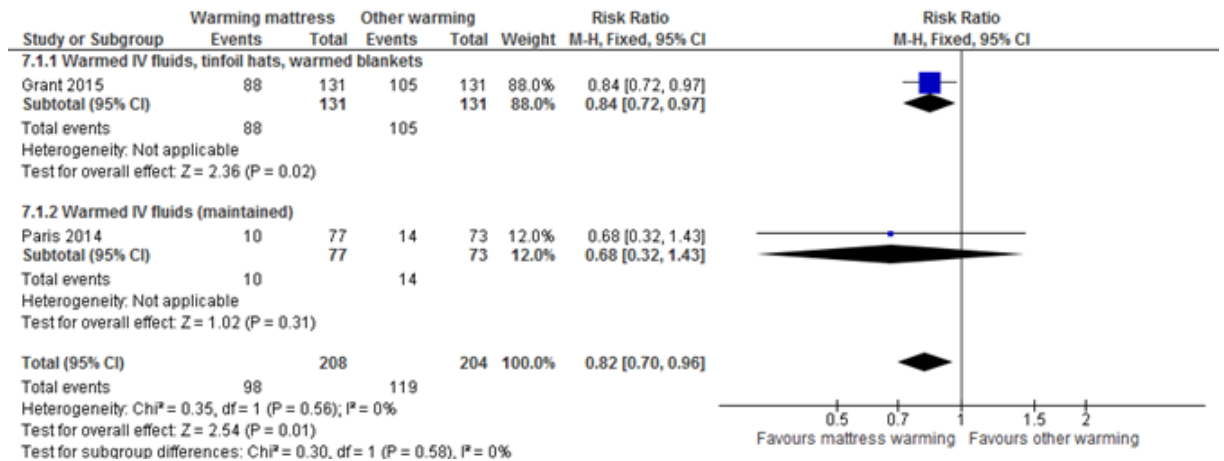 Warming mattress Other warming Risk Ratio Risk Ratio
Study or Subgroup Events Total Events Total Weight M-H, Fixed, 95% CI M-H, Fixed, 95% CI
7.1.1 Warmed IV fluids, tinfoil hats, warmed blankets
Grant 2015 88 131 105 131 88.0% 0.84 [0.72, 0.97]
Subtotal (95% CI) 131 131 88.0% 0.84 [0.72, 0.97]
Total events 88 105
Heterogeneity: Not applicable
Test for overall effect: Z = 2.36 (P = 0.02)
7.1.2 Warmed IV fluids (maintained)
Paris 2014 10 77 14 73 12.0% 0.68 [0.32, 1.43]
Subtotal (95% CI) 77 73 12.0% 0.68 [0.32, 1.43]
Total events 10 14
Heterogeneity: Not applicable
Test for overall effect: Z = 1.02 (P = 0.31)
Total (95% CI) 208 204 100.0% 0.82 [0.70, 0.96]
Total events 98 119
Heterogeneity: Chi² = 0.35, df = 1 (P = 0.56); I² = 0%
Test for overall effect: Z = 2.54 (P = 0.01)
Test for subgroup differences: Chi² = 0.30, df = 1 (P = 0.58), I² = 0%
0.5 0.7 1 1.5 2
Favours mattress warming Favours other warming